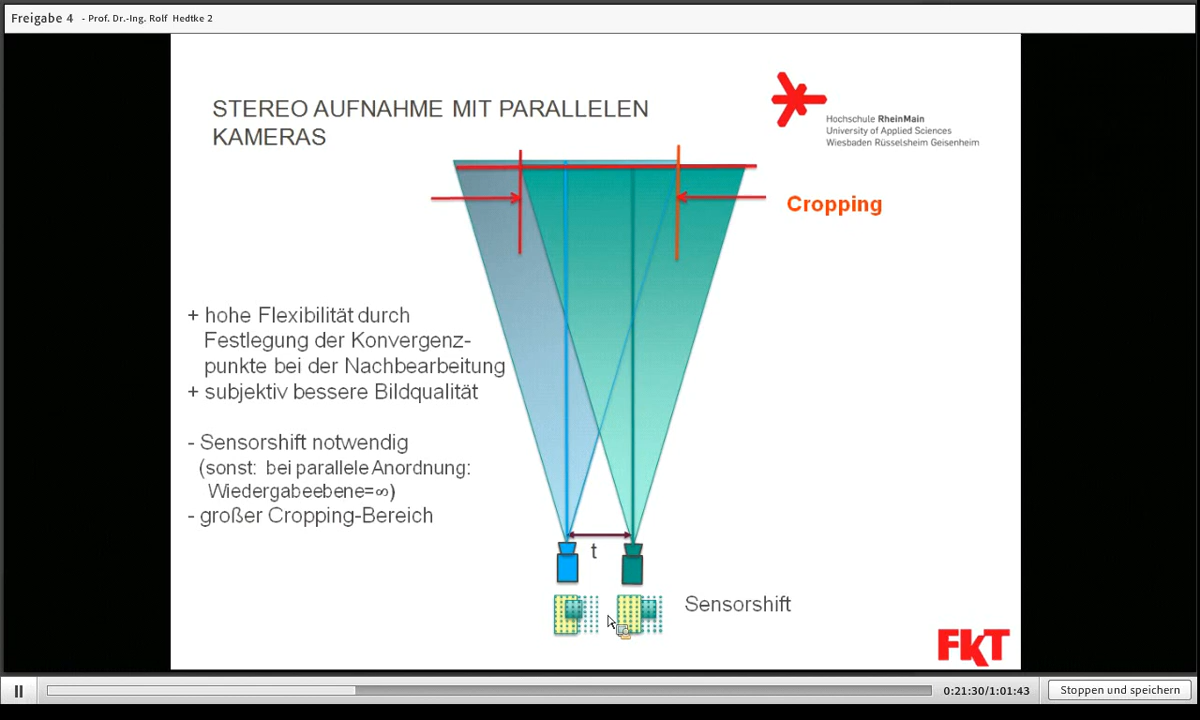 Freigabe 4 - Prof. Dr.-Ing. Rolf Hedtke 2
STEREO AUFNAHME MIT PARALLELEN
KAMERAS
Hochschule RheinMain
University of Applied Sciences
Wiesbaden Rüsselsheim Geisenheim
Cropping
+ hohe Flexibilität durch
Festlegung der Konvergenz-
punkte bei der Nachbearbeitung
+ subjektiv bessere Bildqualität
- Sensorshift notwendig
(sonst: bei parallele Anordnung:
Wiedergabeebene=∞)
- großer Cropping-Bereich
t
Sensorshift
FKT
0:21:30/1:01:43
Stoppen und speichern